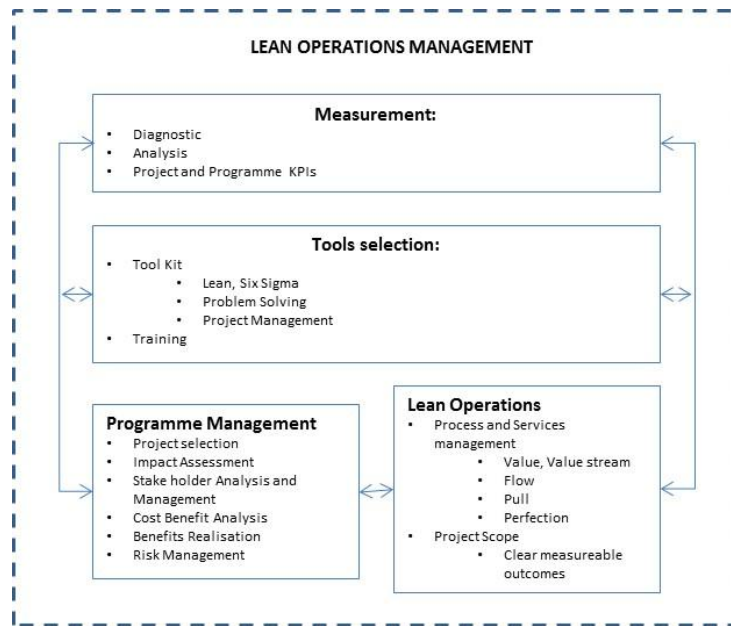 LEAN OPERATIONS MANAGEMENT
Measurement:
• Diagnostic
• Analysis
• Project and Programme KPIs
Tools selection:
• Tool Kit
• Lean, Six Sigma
• Problem Solving
• Project Management
• Training
Programme Management
• Project selection
• Impact Assessment
• Stake holder Analysis and
Management
• Cost Benefit Analysis
• Benefits Realisation
• Risk Management
Lean Operations
• Process and Services
management
• Value, Value stream
• Flow
• Pull
• Perfection
• Project Scope
• Clear measureable
outcomes